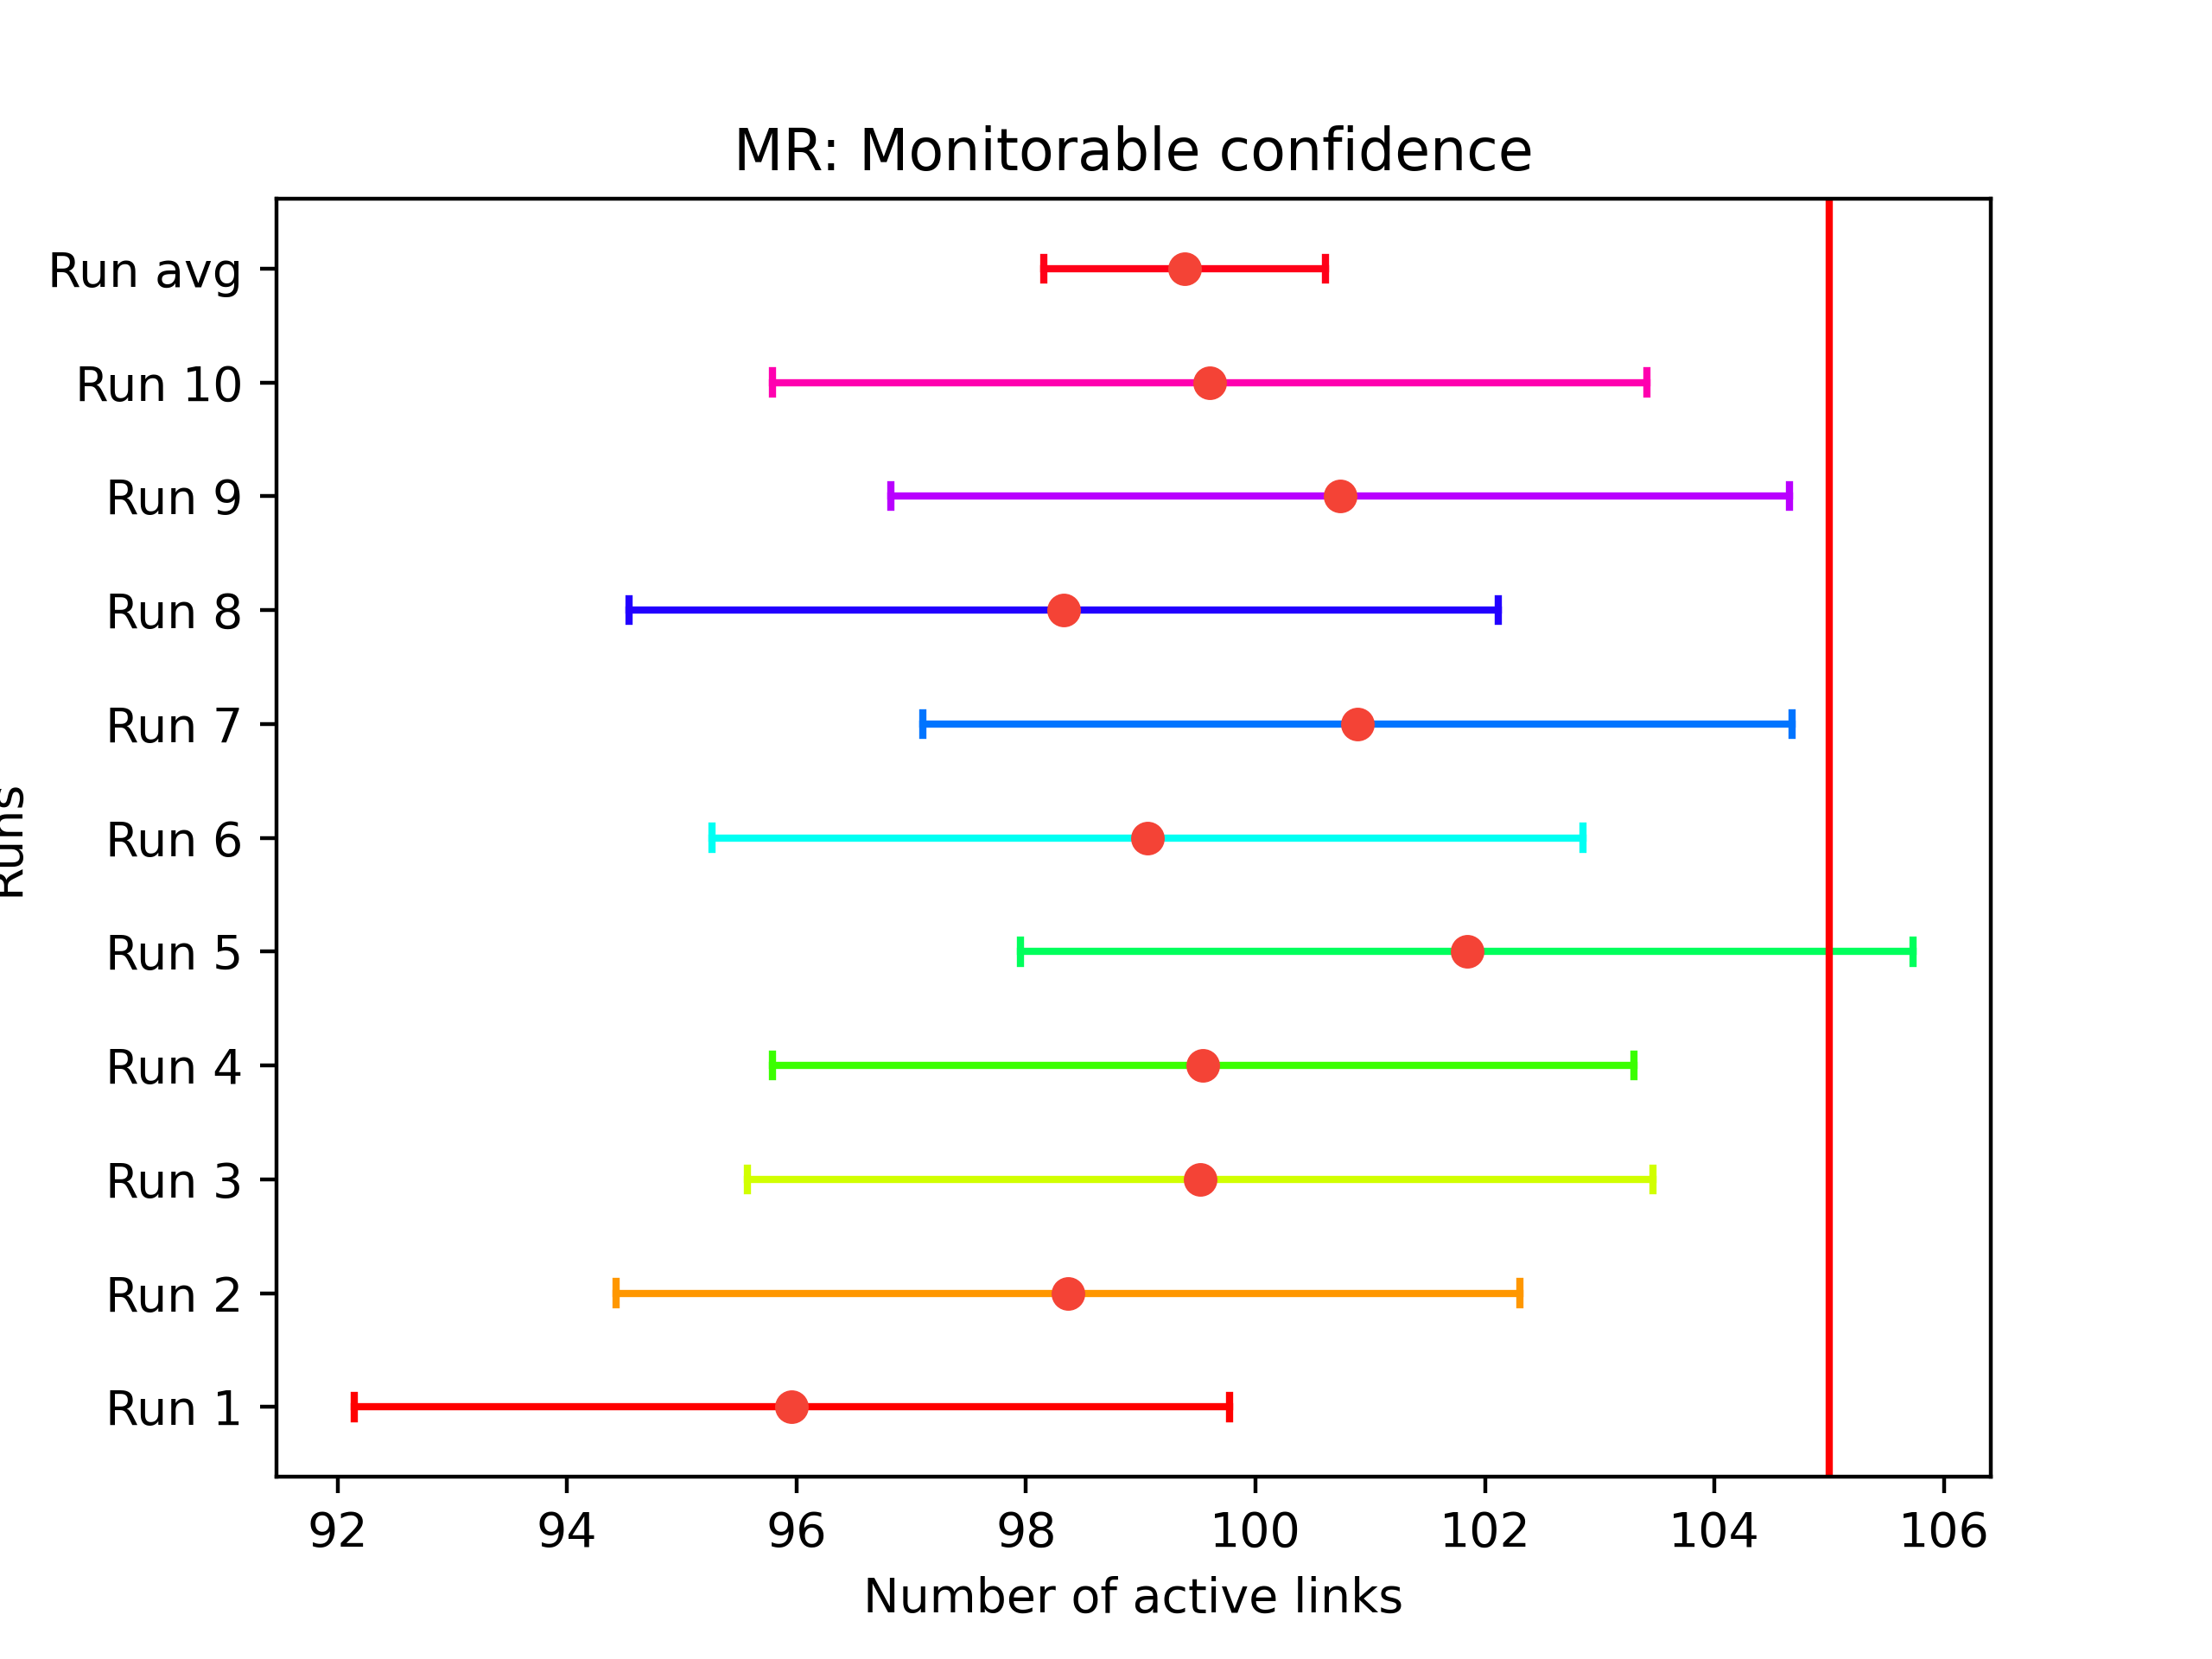 MR: Monitorable confidence
Run avg
Run 10
Run 9
Run 8
Run 7
Run 6
Run 5
Run 4
Run 3
Run 2
Run 1
Runs
92 94 96 98 100 102 104 106
Number of active links